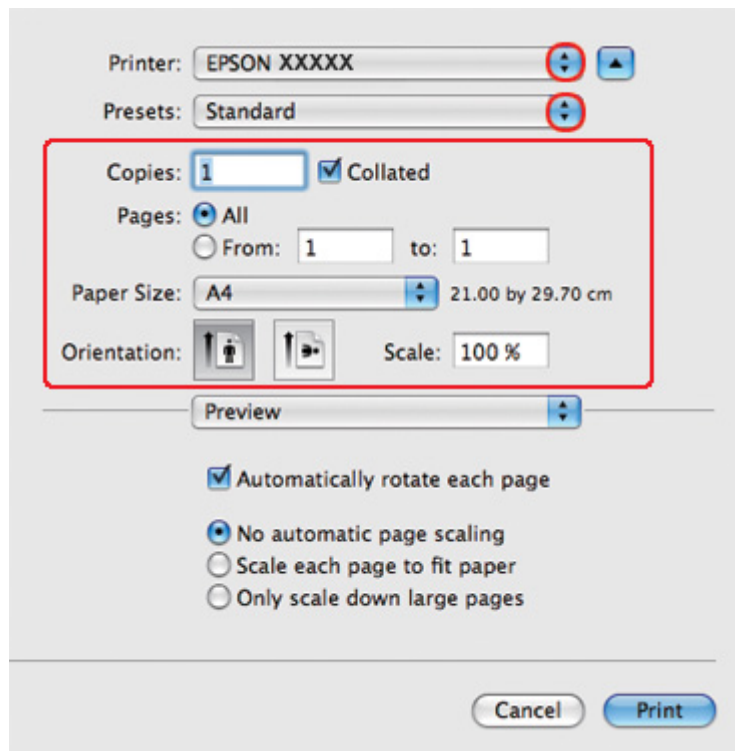 Printer: EPSON XXXXX
Presets: Standard
Copies: 1 Collated
Pages: All
From: 1 to: 1
Paper Size: A4 21.00 by 29.70 cm
Orientation: Scale: 100 %
Preview
Automatically rotate each page
No automatic page scaling
Scale each page to fit paper
Only scale down large pages
Cancel Print